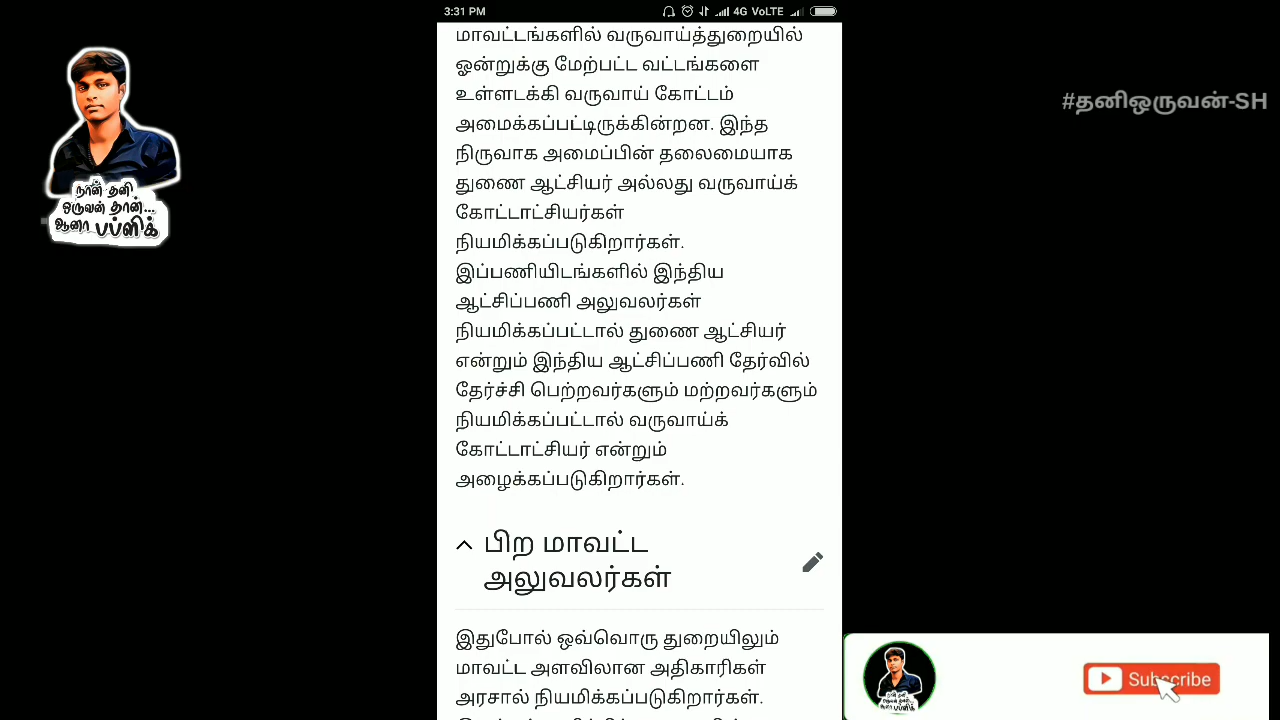 3:31 PM
4G VoLTE
மாவட்டங்களில் வருவாய்த்துறையில்
ஓன்றுக்கு மேற்பட்ட வட்டங்களை
உள்ளடக்கி வருவாய் கோட்டம்
அமைக்கப்பட்டிருக்கின்றன. இந்த
நிருவாக அமைப்பின் தலைமையாக
துணை ஆட்சியர் அல்லது வருவாய்க்
கோட்டாட்சியர்கள்
நியமிக்கப்படுகிறார்கள்.
இப்பணியிடங்களில் இந்திய
ஆட்சிப்பணி அலுவலர்கள்
நியமிக்கப்பட்டால் துணை ஆட்சியர்
என்றும் இந்திய ஆட்சிப்பணி தேர்வில்
தேர்ச்சி பெற்றவர்களும் மற்றவர்களும்
நியமிக்கப்பட்டால் வருவாய்க்
கோட்டாட்சியர் என்றும்
அழைக்கப்படுகிறார்கள்.
பிற மாவட்ட
அலுவலர்கள்
இதுபோல் ஒவ்வொரு துறையிலும்
மாவட்ட அளவிலான அதிகாரிகள்
அரசால் நியமிக்கப்படுகிறார்கள்.
நான் தனி
ஒருவன் தான்...
ஆனா பப்ளிக்
#தனிஒருவன்-SH
Subscribe